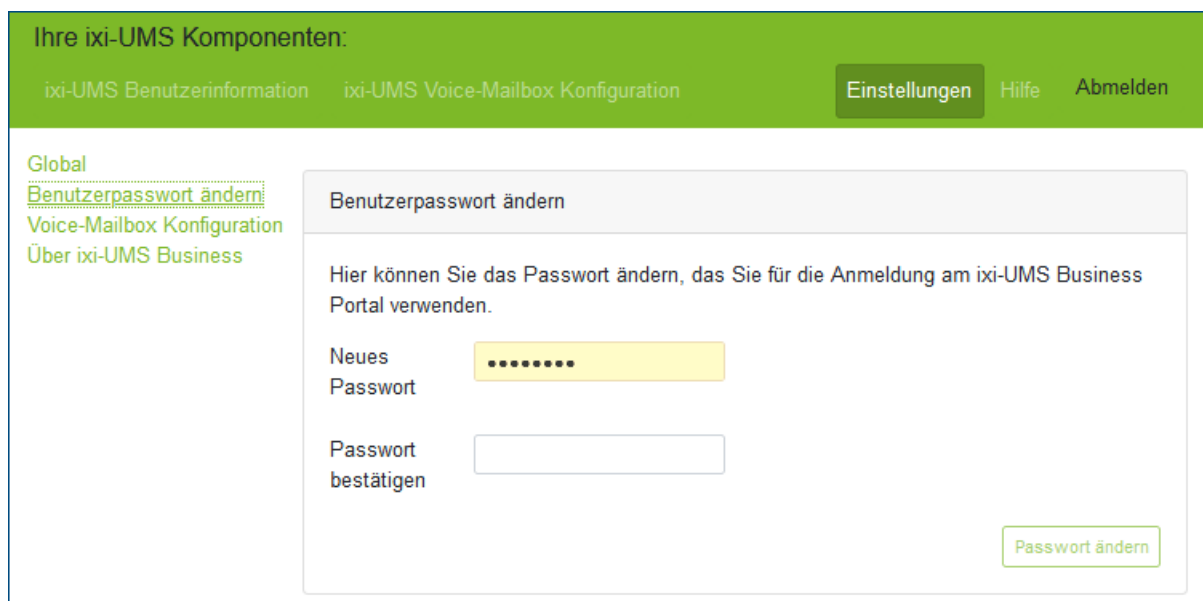 Ihre ixi-UMS Komponenten:
ixi-UMS Benutzerinformation ixi-UMS Voice-Mailbox Konfiguration Einstellungen Hilfe Abmelden
Global
Benutzerpasswort ändern
Voice-Mailbox Konfiguration
Über ixi-UMS Business
Benutzerpasswort ändern
Hier können Sie das Passwort ändern, das Sie für die Anmeldung am ixi-UMS Business
Portal verwenden.
Neues
Passwort
••••••••
Passwort
bestätigen
Passwort ändern